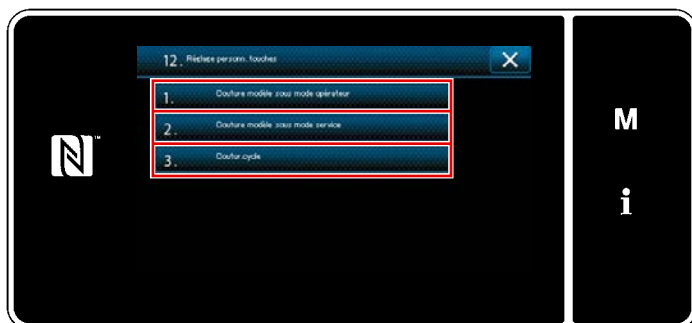 12. Réglage personn. touches
1. Couture modèle sous mode opérateur
2. Couture modèle sous mode service
3. Coutur.cycle
M
i
N